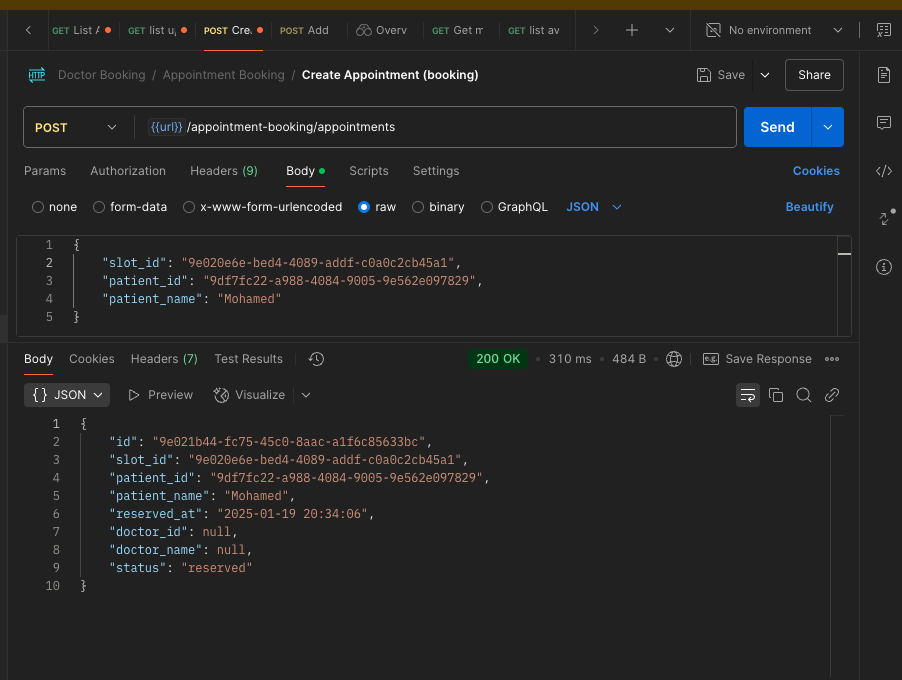 GET List A GET list u POST Cre. POST Add Overv GET Get m GET list av No environment
HTTP Doctor Booking / Appointment Booking / Create Appointment (booking) Save Share
POST {{url}}/appointment-booking/appointments Send
Params Authorization Headers (9) Body Scripts Settings Cookies
none form-data x-www-form-urlencoded raw binary GraphQL JSON Beautify
1 {
2 "slot_id": "9e020e6e-bed4-4089-addf-c0a0c2cb45a1",
3 "patient_id": "9df7fc22-a988-4084-9005-9e562e097829",
4 "patient_name": "Mohamed"
5 }
Body Cookies Headers (7) Test Results 200 OK • 310 ms • 484 B • e.g. Save Response
{} JSON Preview Visualize
1 {
2 "id": "9e021b44-fc75-45c0-8aac-a1f6c85633bc",
3 "slot_id": "9e020e6e-bed4-4089-addf-c0a0c2cb45a1",
4 "patient_id": "9df7fc22-a988-4084-9005-9e562e097829",
5 "patient_name": "Mohamed",
6 "reserved_at": "2025-01-19 20:34:06",
7 "doctor_id": null,
8 "doctor_name": null,
9 "status": "reserved"
10 }